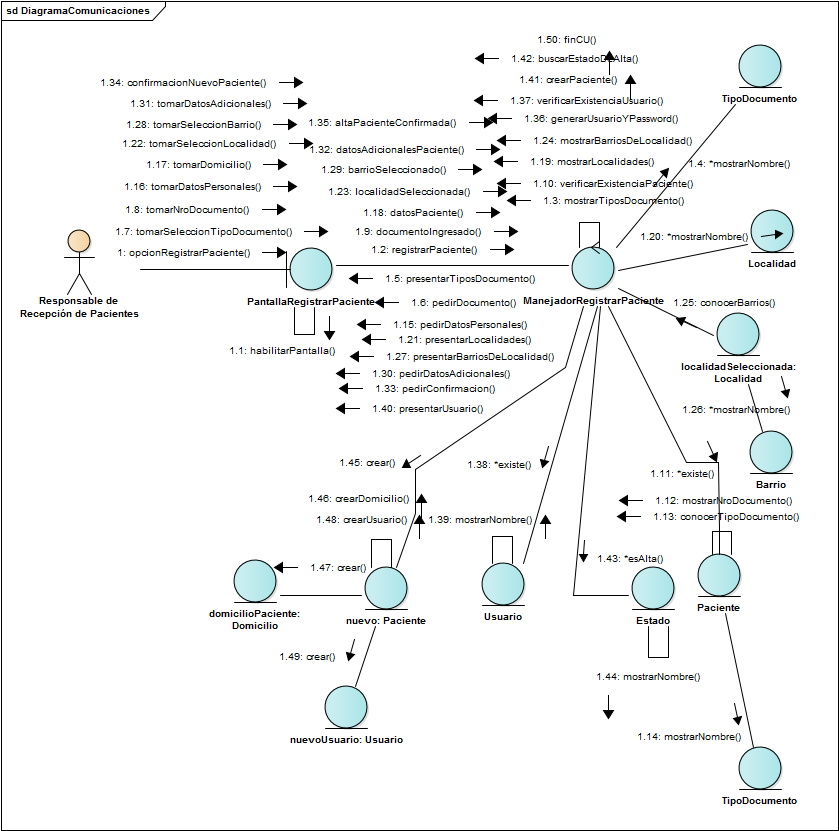 sd DiagramaComunicaciones
1.50: finCU()
1.42: buscarEstadoDeAlta()
1.41: crearPaciente()
TipoDocumento
1.34: confirmacionNuevoPaciente()
1.31: tomarDatosAdicionales()
1.37: verificarExistenciaUsuario()
1.28: tomarSeleccionBarrio()
1.35: altaPacienteConfirmada()
1.36: generarUsuarioYPassword()
1.22: tomarSeleccionLocalidad()
1.24: mostrarBarriosDeLocalidad()
1.32: datosAdicionalesPaciente()
1.17: tomarDomicilio()
1.19: mostrarLocalidades()
1.4: *mostrarNombre()
1.29: barrioSeleccionado()
1.16: tomarDatosPersonales()
1.10: verificarExistenciaPaciente()
1.23: localidadSeleccionada()
1.3: mostrarTiposDocumento()
1.8: tomarNroDocumento()
1.18: datosPaciente()
1.7: tomarSeleccionTipoDocumento()
1.9: documentoIngresado()
1.20: *mostrarNombre()
1: opcionRegistrarPaciente()
1.2: registrarPaciente()
Localidad
1.5: presentarTiposDocumento()
Responsable de
Recepción de Pacientes
PantallaRegistrarPaciente
1.6: pedirDocumento()
ManejadorRegistrarPaciente
1.25: conocerBarrios()
1.15: pedirDatosPersonales()
1.21: presentarLocalidades()
1.1: habilitarPantalla()
1.27: presentarBarriosDeLocalidad()
localidadSeleccionada:
Localidad
1.30: pedirDatosAdicionales()
1.33: pedirConfirmacion()
1.40: presentarUsuario()
1.26: *mostrarNombre()
1.45: crear()
1.38: *existe()
1.11: *existe()
Barrio
1.46: crearDomicilio()
1.12: mostrarNroDocumento()
1.48: crearUsuario()
1.39: mostrarNombre()
1.13: conocerTipoDocumento()
1.43: *esAlta()
1.47: crear()
domicilioPaciente:
Domicilio
nuevo: Paciente
Usuario
Estado
Paciente
1.49: crear()
1.44: mostrarNombre()
nuevoUsuario: Usuario
1.14: mostrarNombre()
TipoDocumento